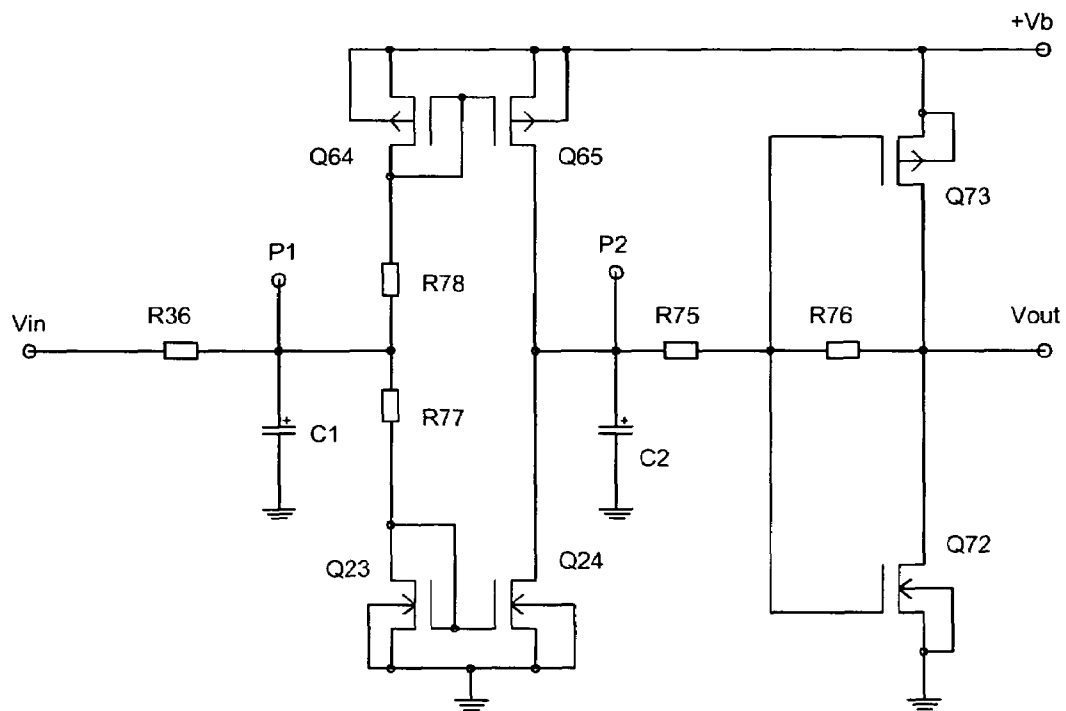 +Vb
Q64
Q65
Q73
P1
P2
R78
Vin
R36
R75
R76
Vout
R77
C1
C2
Q23
Q24
Q72